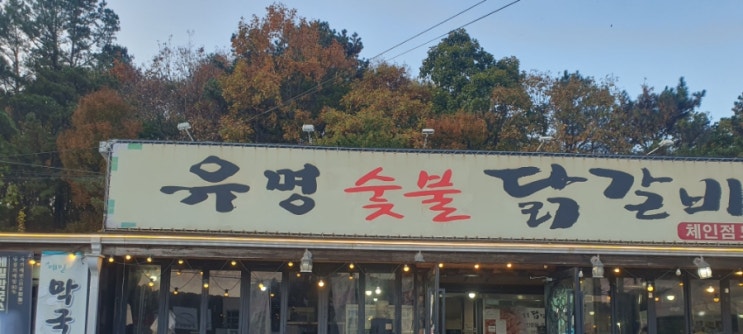 유명 숯불 닭갈비
체인점
막국